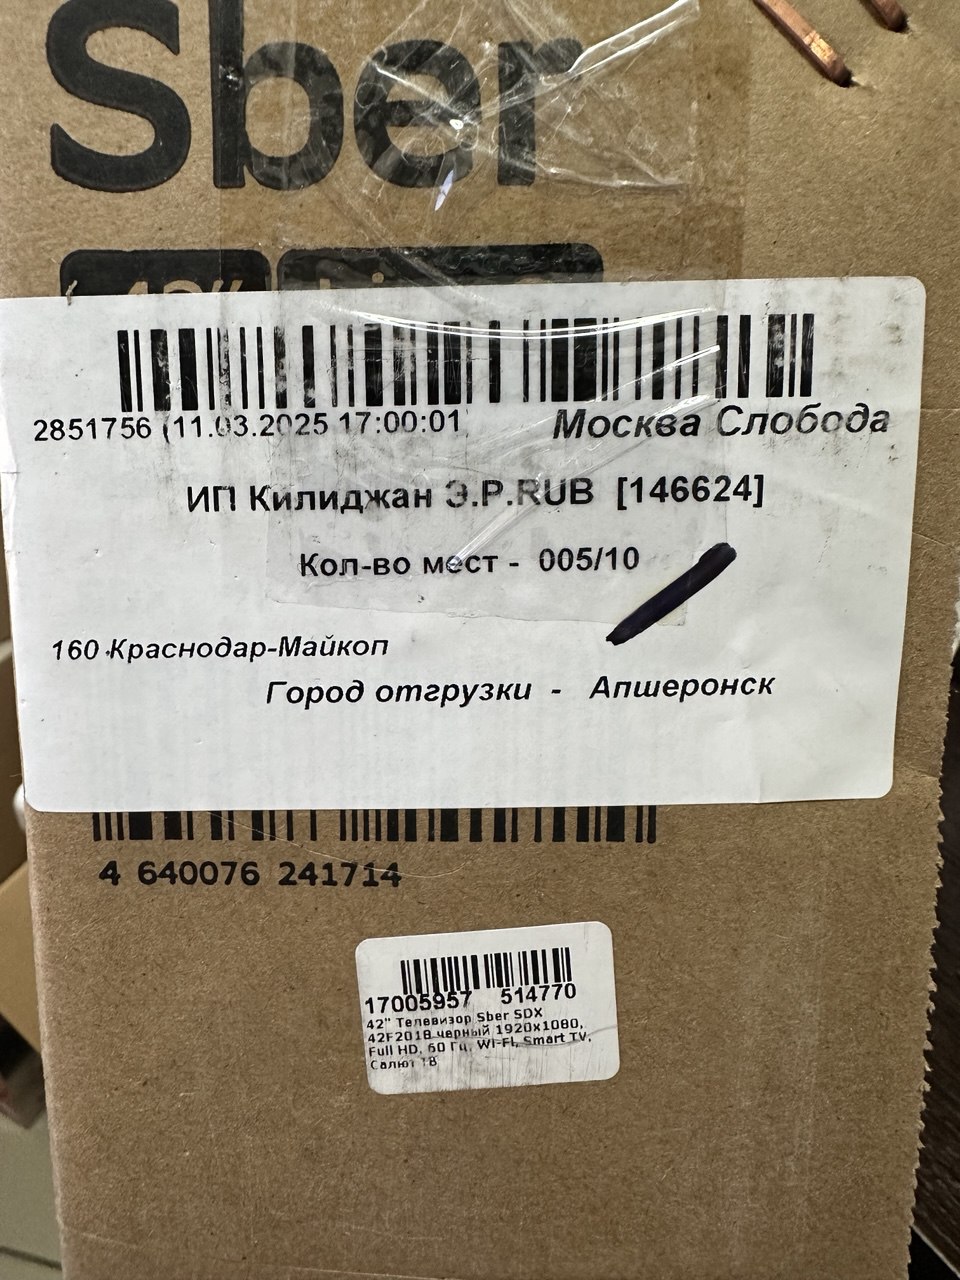 Sber
42"
2851756 (11.03.2025 17:00:01)
Москва Слобода
ИП Килиджан Э.Р.RUB [146624]
Кол-во мест - 005/10
160 Краснодар-Майкоп
Город отгрузки - Апшеронск
4 640076 241714
17005957 514770
42" Телевизор Sber SDX
42F2018 черный 1920x1080,
Full HD, 60 Гц, WI-FI, Smart TV,
Салют ТВ